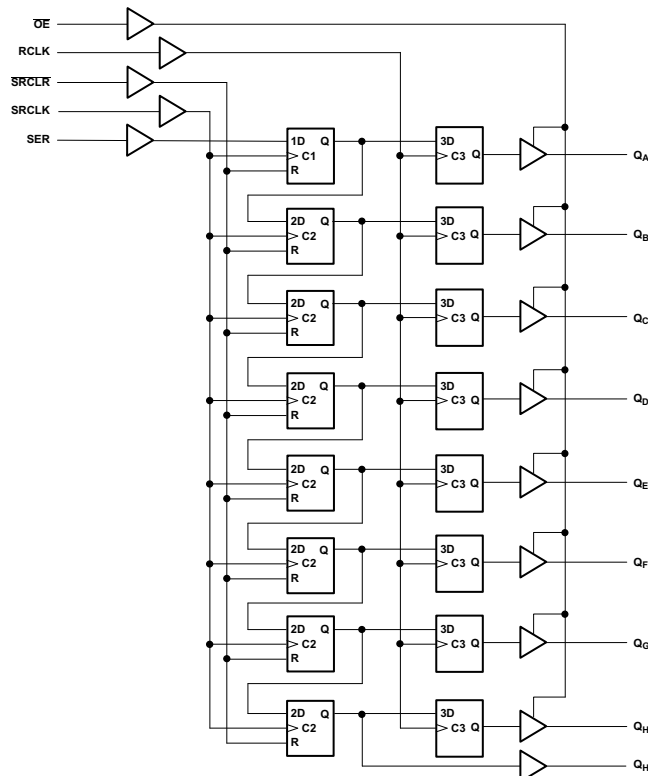 OE
RCLK
SRCLR
SRCLK
SER
1D Q
C1
R
3D
C3 Q
QA
2D Q
C2
R
3D
C3 Q
QB
2D Q
C2
R
3D
C3 Q
QC
2D Q
C2
R
3D
C3 Q
QD
2D Q
C2
R
3D
C3 Q
QE
2D Q
C2
R
3D
C3 Q
QF
2D Q
C2
R
3D
C3 Q
QG
2D Q
C2
R
3D
C3 Q
QH
QH